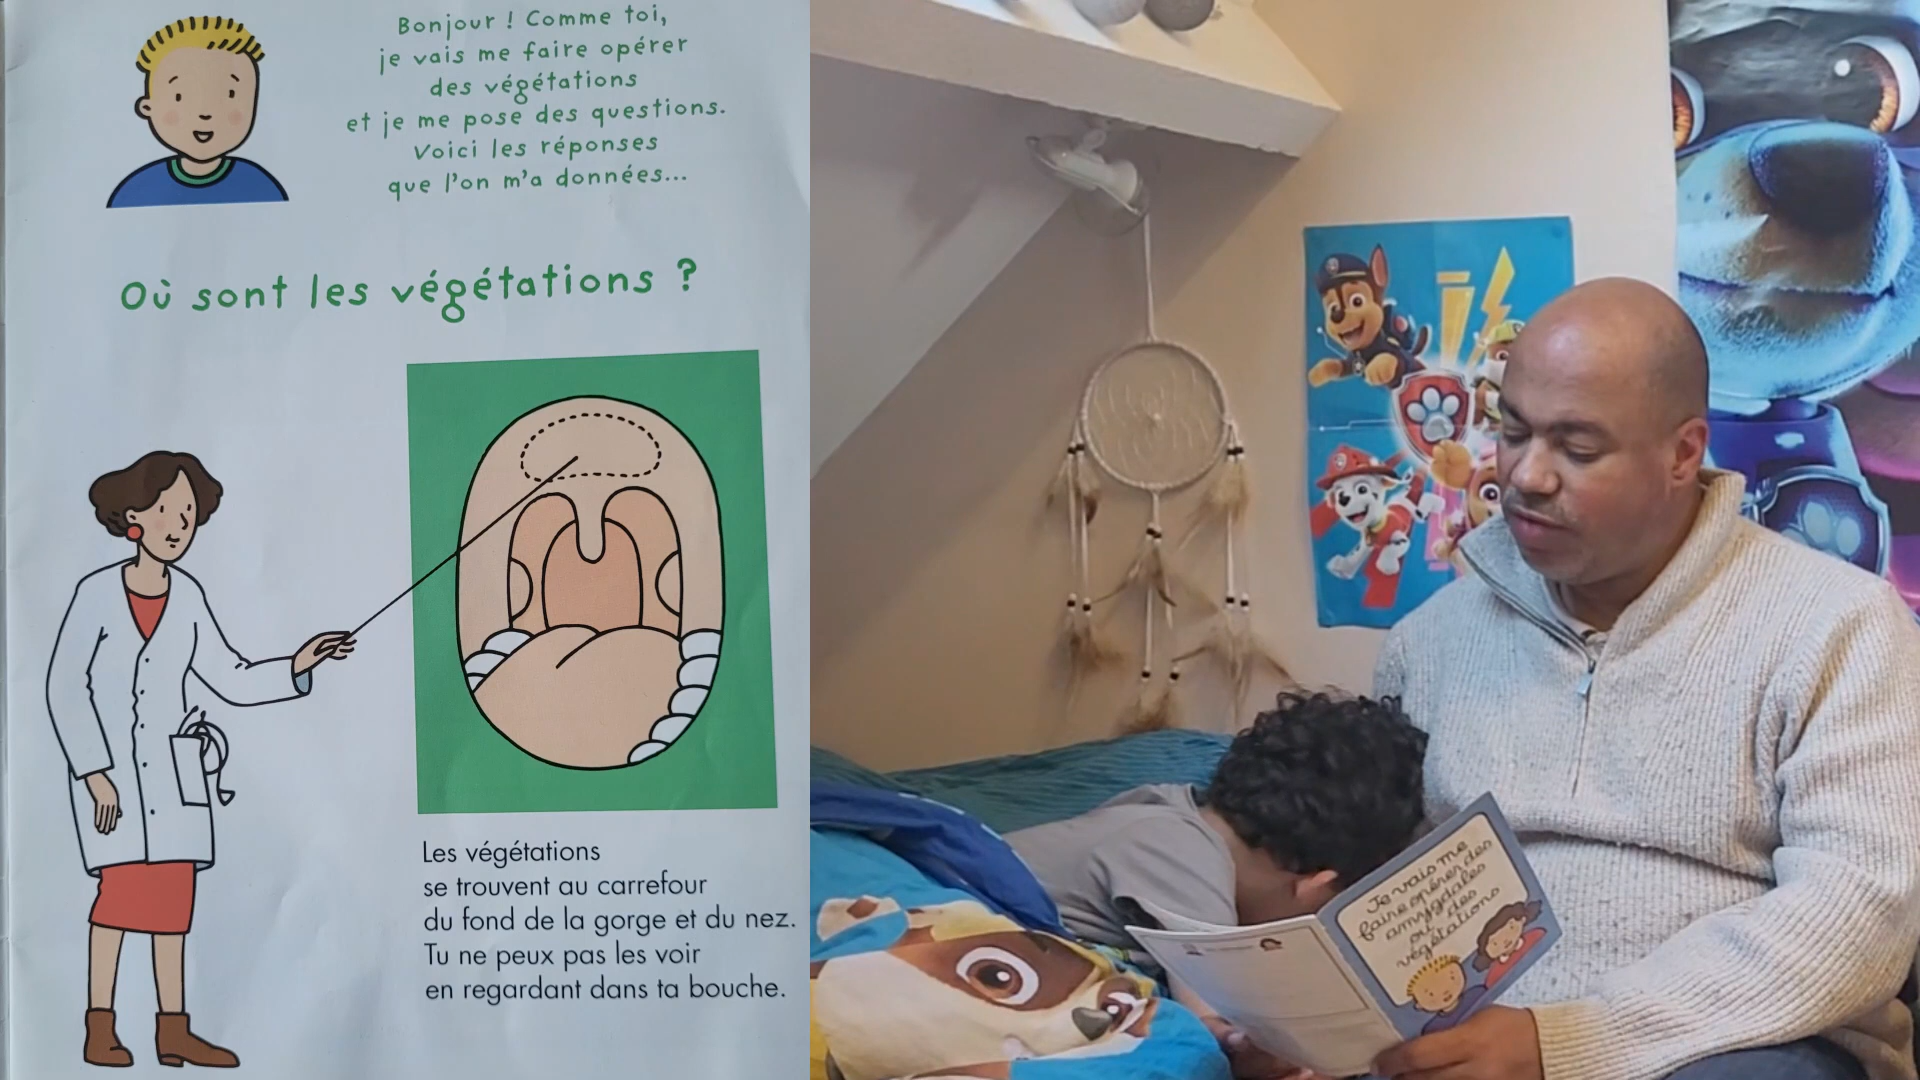 Bonjour ! Comme toi,
je vais me faire opérer
des végétations
et je me pose des questions.
Voici les réponses
que l'on m'a données...
Où sont les végétations ?
Les végétations
se trouvent au carrefour
du fond de la gorge et du nez.
Tu ne peux pas les voir
en regardant dans ta bouche.
Je vais me
faire opérer des
amygdales
ou des
végétations